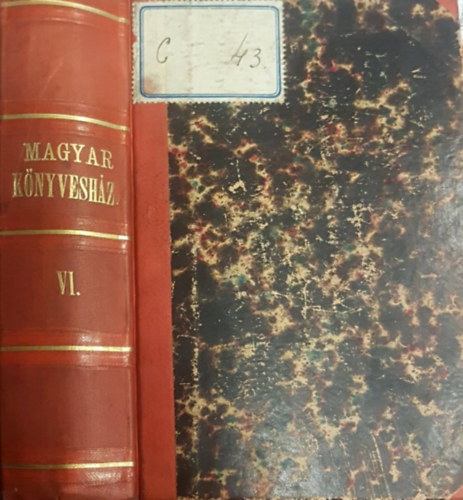 MAGYAR
KÖNYVESHÁZ.
VI.
C 43.